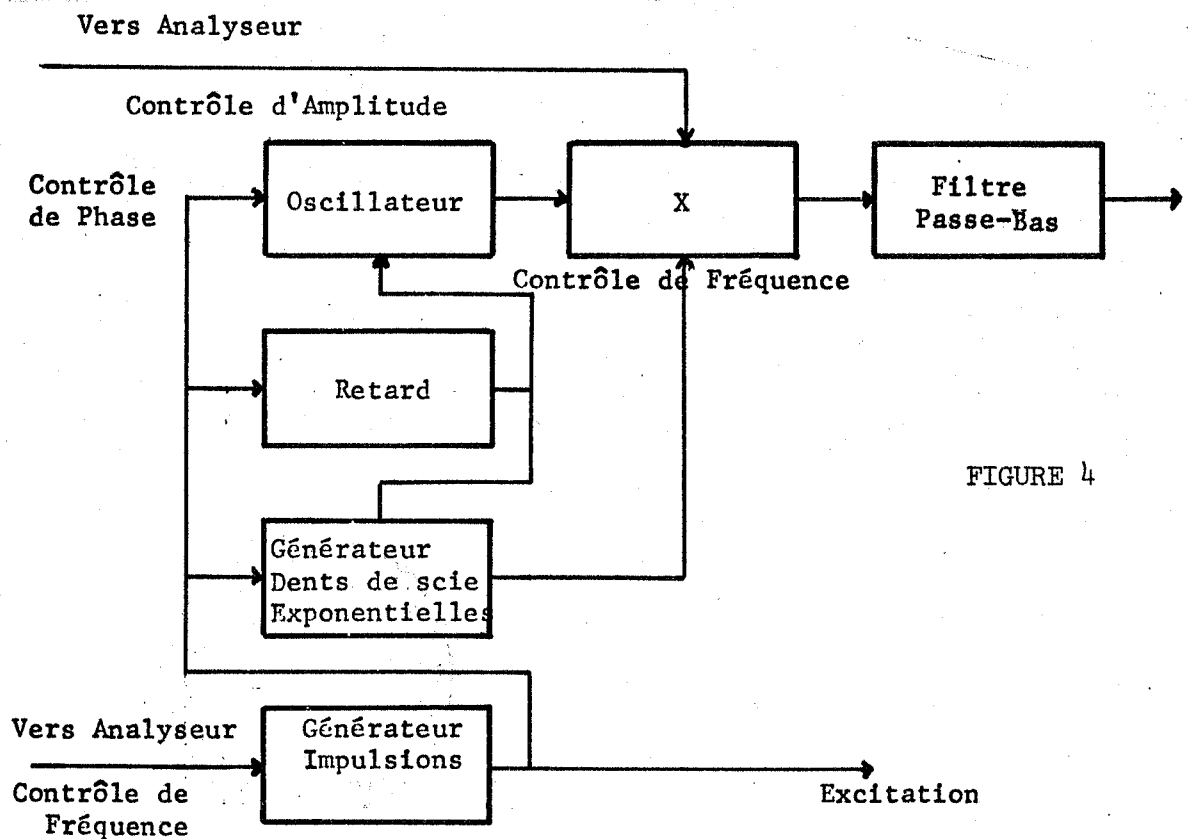 Vers Analyseur
Contrôle d'Amplitude
Contrôle
de Phase
Oscillateur
X
Filtre
Passe-Bas
Contrôle de Fréquence
Retard
FIGURE 4
Générateur
Dents de scie
Exponentielles
Vers Analyseur
Générateur
Impulsions
Contrôle de
Fréquence
Excitation